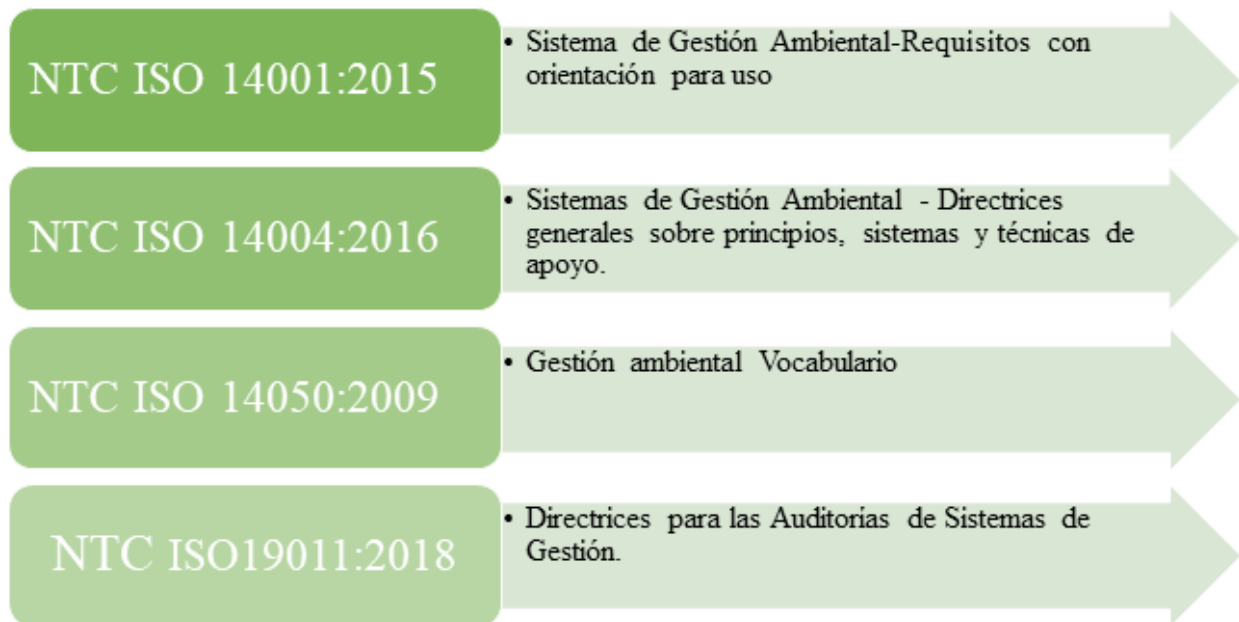 NTC ISO 14001:2015
• Sistema de Gestión Ambiental-Requisitos con
orientación para uso
NTC ISO 14004:2016
• Sistemas de Gestión Ambiental - Directrices
generales sobre principios, sistemas y técnicas de
apoyo.
NTC ISO 14050:2009
• Gestión ambiental Vocabulario
NTC ISO19011:2018
• Directrices para las Auditorías de Sistemas de
Gestión.